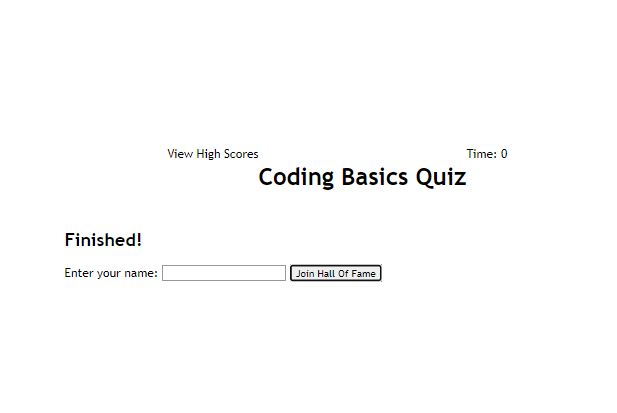 View High Scores Time: 0
Coding Basics Quiz
Finished!
Enter your name: Join Hall Of Fame